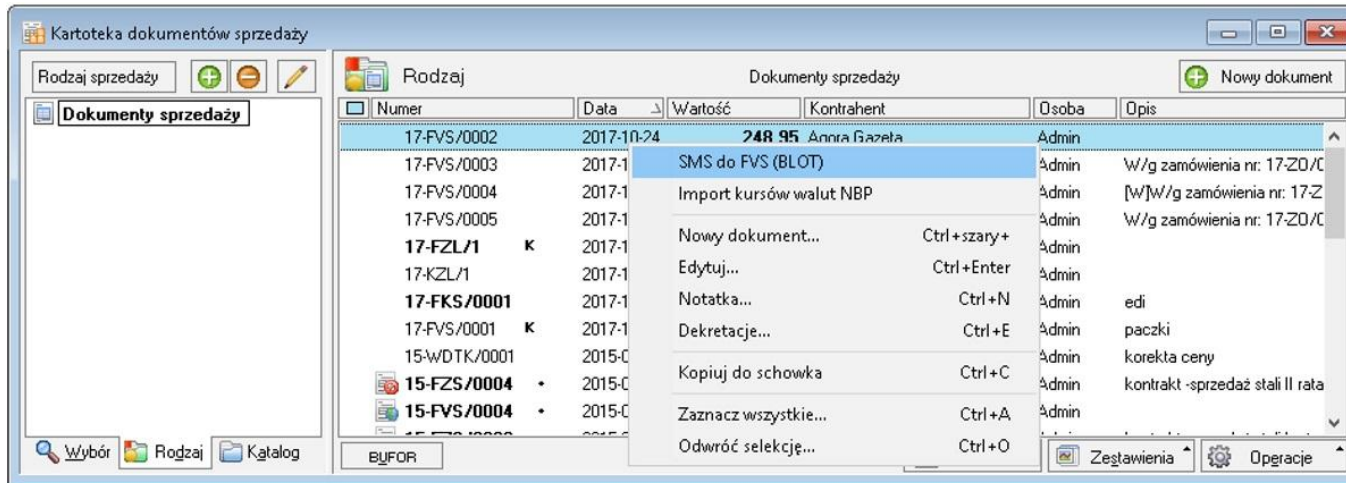 Kartoteka dokumentów sprzedaży
Rodzaj sprzedaży
Rodzaj Dokumenty sprzedaży Nowy dokument
Dokumenty sprzedaży
Numer Data Wartość Kontrahent Osoba Opis
17-FVS/0002 2017-10-24 248.95 Agora Gazeta Admin
SMS do FVS (BLOT)
17-FVS/0003 2017-1 Admin W/g zamówienia nr: 17-ZO/0
Import kursów walut NBP
17-FVS/0004 2017-1 Admin [W]W/g zamówienia nr: 17-Z
17-FVS/0005 2017-1 Admin W/g zamówienia nr: 17-ZO/0
Nowy dokument... Ctrl+szary+
17-FZL/1 K 2017-1 Admin
Edytuj... Ctrl+Enter
17-KZL/1 2017-1 Admin
Notatka... Ctrl+N
17-FKS/0001 2017-1 Admin edi
Dekretacje... Ctrl+E
17-FVS/0001 K 2017-1 Admin paczki
15-WDTK/0001 2015-0 Admin korekta ceny
Kopiuj do schowka Ctrl+C
15-FZS/0004 • 2015-0 Admin kontrakt -sprzedaż stali II rata
Zaznacz wszystkie... Ctrl+A
15-FVS/0004 • 2015-0 Admin
Odwróć selekcję... Ctrl+O
Wybór Rodzaj Katalog BUFOR Zestawienia Operacje